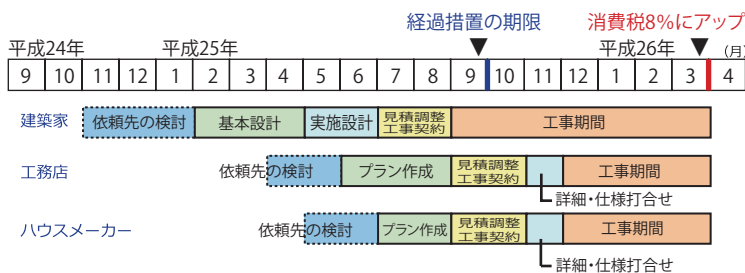 経過措置の期限
消費税8%にアップ
平成24年
平成25年
平成26年
(月)
9 10 11 12 1 2 3 4 5 6 7 8 9 10 11 12 1 2 3 4
建築家
依頼先の検討
基本設計
実施設計
見積調整
工事契約
工事期間
工務店
依頼先の検討
プラン作成
見積調整
工事契約
工事期間
詳細・仕様打合せ
ハウスメーカー
依頼先の検討
プラン作成
見積調整
工事契約
工事期間
詳細・仕様打合せ